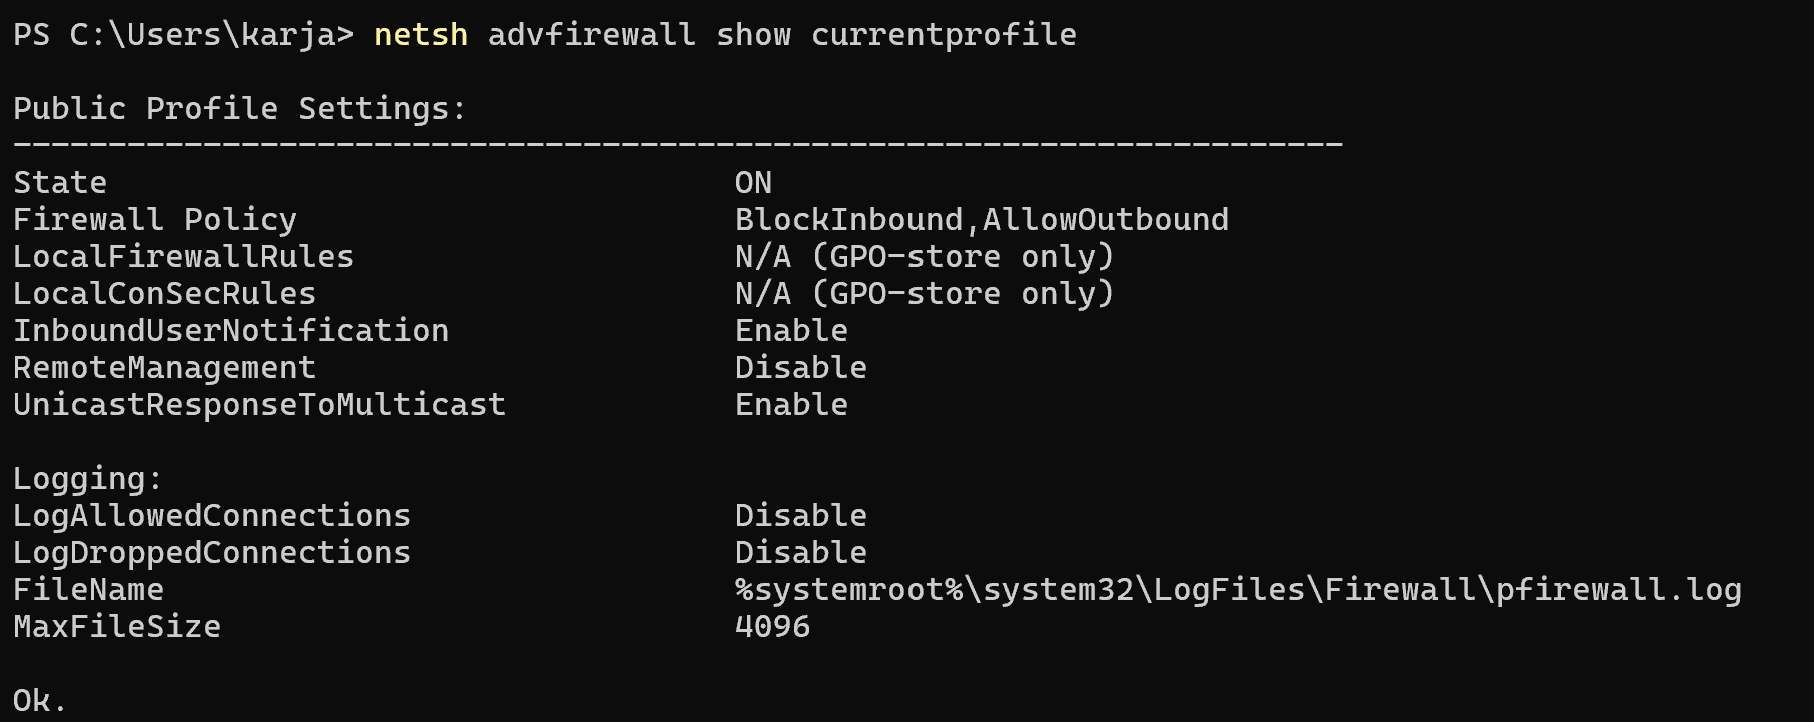 PS C:\Users\karja> netsh advfirewall show currentprofile
Public Profile Settings:
----------------------------------------------------------------------
State ON
Firewall Policy BlockInbound,AllowOutbound
LocalFirewallRules N/A (GPO-store only)
LocalConSecRules N/A (GPO-store only)
InboundUserNotification Enable
RemoteManagement Disable
UnicastResponseToMulticast Enable
Logging:
LogAllowedConnections Disable
LogDroppedConnections Disable
FileName %systemroot%\system32\LogFiles\Firewall\pfirewall.log
MaxFileSize 4096
Ok.